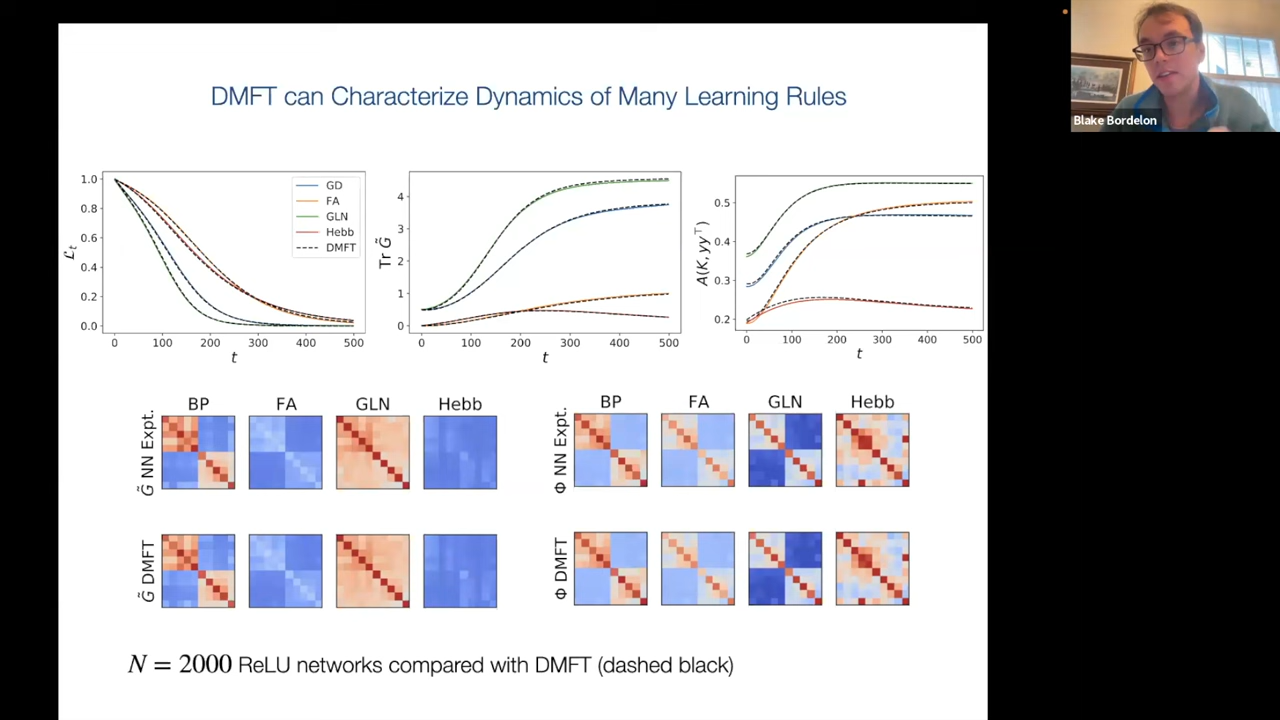 DMFT can Characterize Dynamics of Many Learning Rules
Blake Bordelon
1.0
0.8
0.6
0.4
0.2
0.0
ℒₜ
GD
FA
GLN
Hebb
DMFT
0 100 200 300 400 500
t
4
3
2
1
0
Tr G̃
0 100 200 300 400 500
t
0.5
0.4
0.3
0.2
A(K, yy⊤)
0 100 200 300 400 500
t
BP FA GLN Hebb
G̃ NN Expt.
G̃ DMFT
BP FA GLN Hebb
Φ NN Expt.
Φ DMFT
N = 2000 ReLU networks compared with DMFT (dashed black)